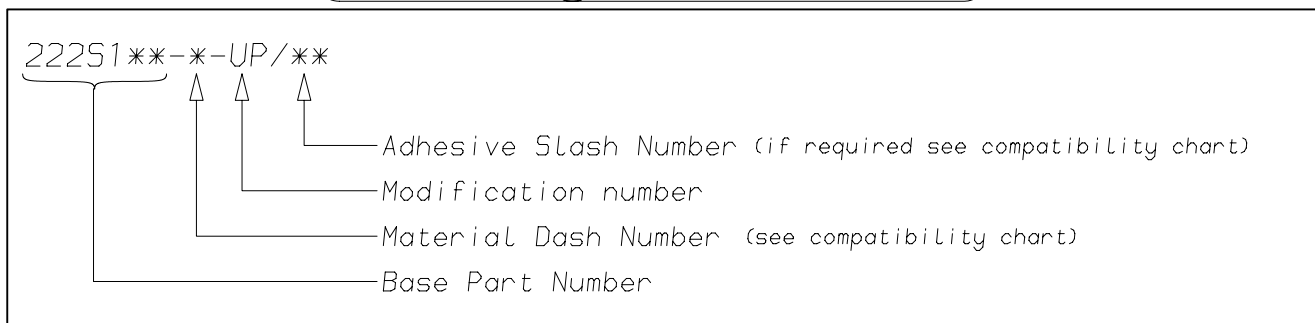 222S1**-*-UP/**
Adhesive Slash Number (if required see compatibility chart)
Modification number
Material Dash Number (see compatibility chart)
Base Part Number